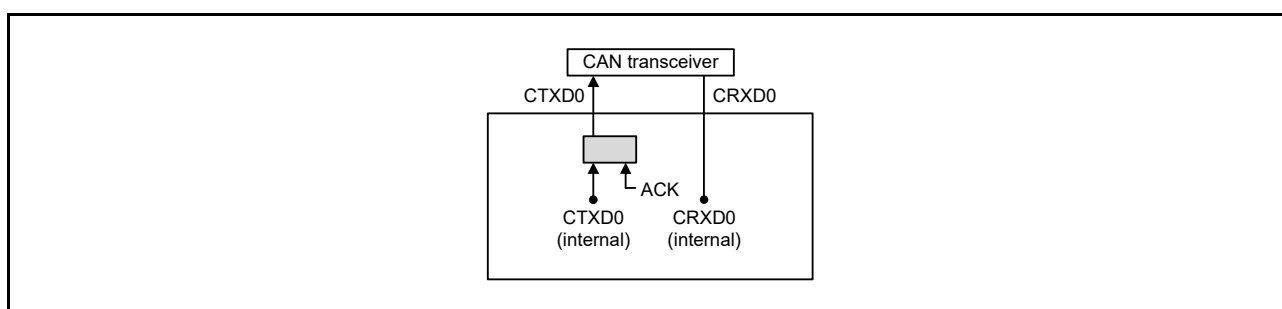 CAN transceiver
CTXD0
CRXD0
ACK
CTXD0
(internal)
CRXD0
(internal)